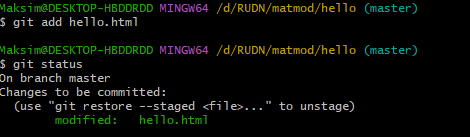 Maksim@DESKTOP-HBDDRDD MINGW64 /d/RUDN/matmod/hello (master)
$ git add hello.html
Maksim@DESKTOP-HBDDRDD MINGW64 /d/RUDN/matmod/hello (master)
$ git status
On branch master
Changes to be committed:
  (use "git restore --staged <file>..." to unstage)
        modified:   hello.html